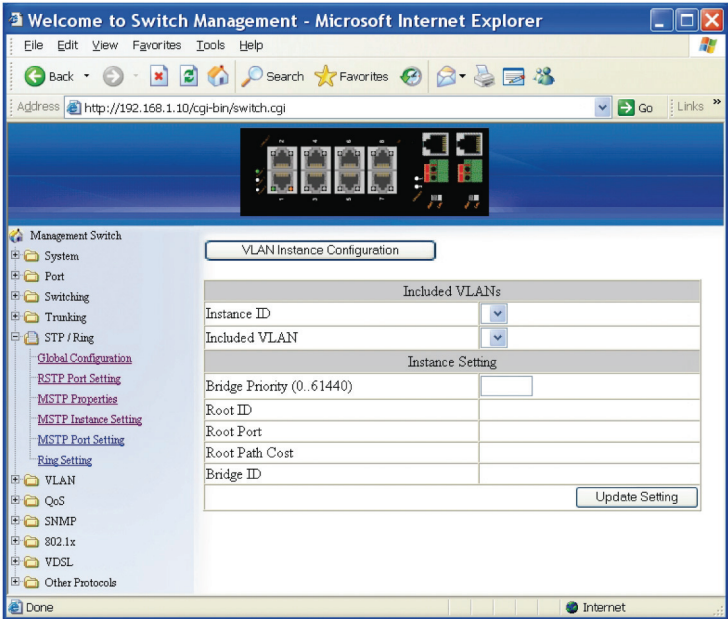 Welcome to Switch Management - Microsoft Internet Explorer
File Edit View Favorites Tools Help
Back Search Favorites
Address http://192.168.1.10/cgi-bin/switch.cgi Go Links »
Management Switch
System
Port
Switching
Trunking
STP / Ring
Global Configuration
RSTP Port Setting
MSTP Properties
MSTP Instance Setting
MSTP Port Setting
Ring Setting
VLAN
QoS
SNMP
802.1x
VDSL
Other Protocols
VLAN Instance Configuration
Included VLANs
Instance ID
Included VLAN
Instance Setting
Bridge Priority (0..61440)
Root ID
Root Port
Root Path Cost
Bridge ID
Update Setting
Done Internet